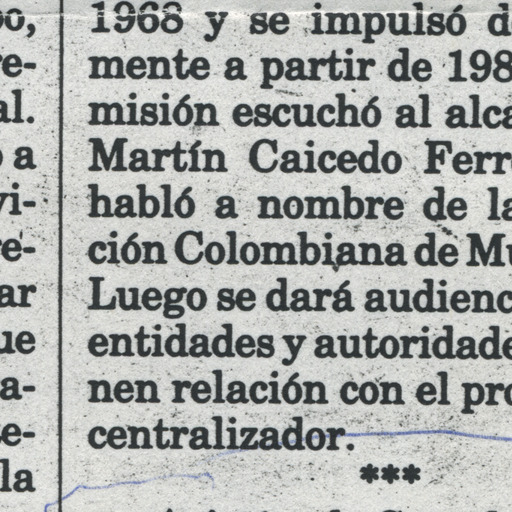 oo,
re-
al.
o a
vi-
re-
ar
ue
a-
te-
la
1968 y se impulsó d
mente a partir de 198
misión escuchó al alca
Martín Caicedo Ferr
habló a nombre de la
ción Colombiana de Mu
Luego se dará audienc
entidades y autoridade
nen relación con el pro
centralizador.
***